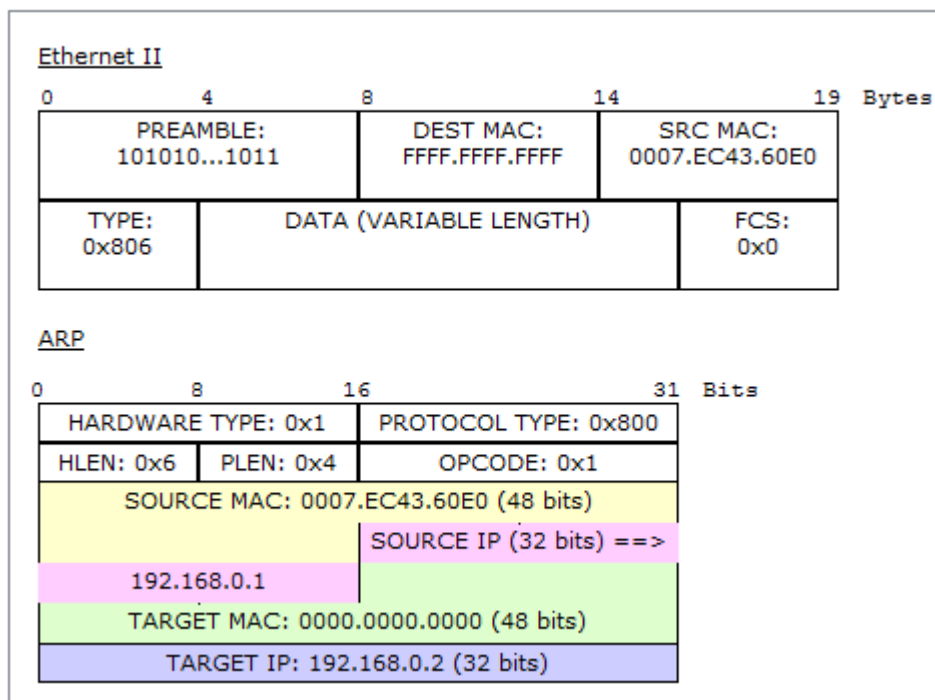 Ethernet II
0 4 8 14 19 Bytes
PREAMBLE: DEST MAC: SRC MAC:
101010...1011 FFFF.FFFF.FFFF 0007.EC43.60E0
TYPE: DATA (VARIABLE LENGTH) FCS:
0x806 0x0
ARP
0 8 16 31 Bits
HARDWARE TYPE: 0x1 PROTOCOL TYPE: 0x800
HLEN: 0x6 PLEN: 0x4 OPCODE: 0x1
SOURCE MAC: 0007.EC43.60E0 (48 bits)
SOURCE IP (32 bits) ==>
192.168.0.1
TARGET MAC: 0000.0000.0000 (48 bits)
TARGET IP: 192.168.0.2 (32 bits)